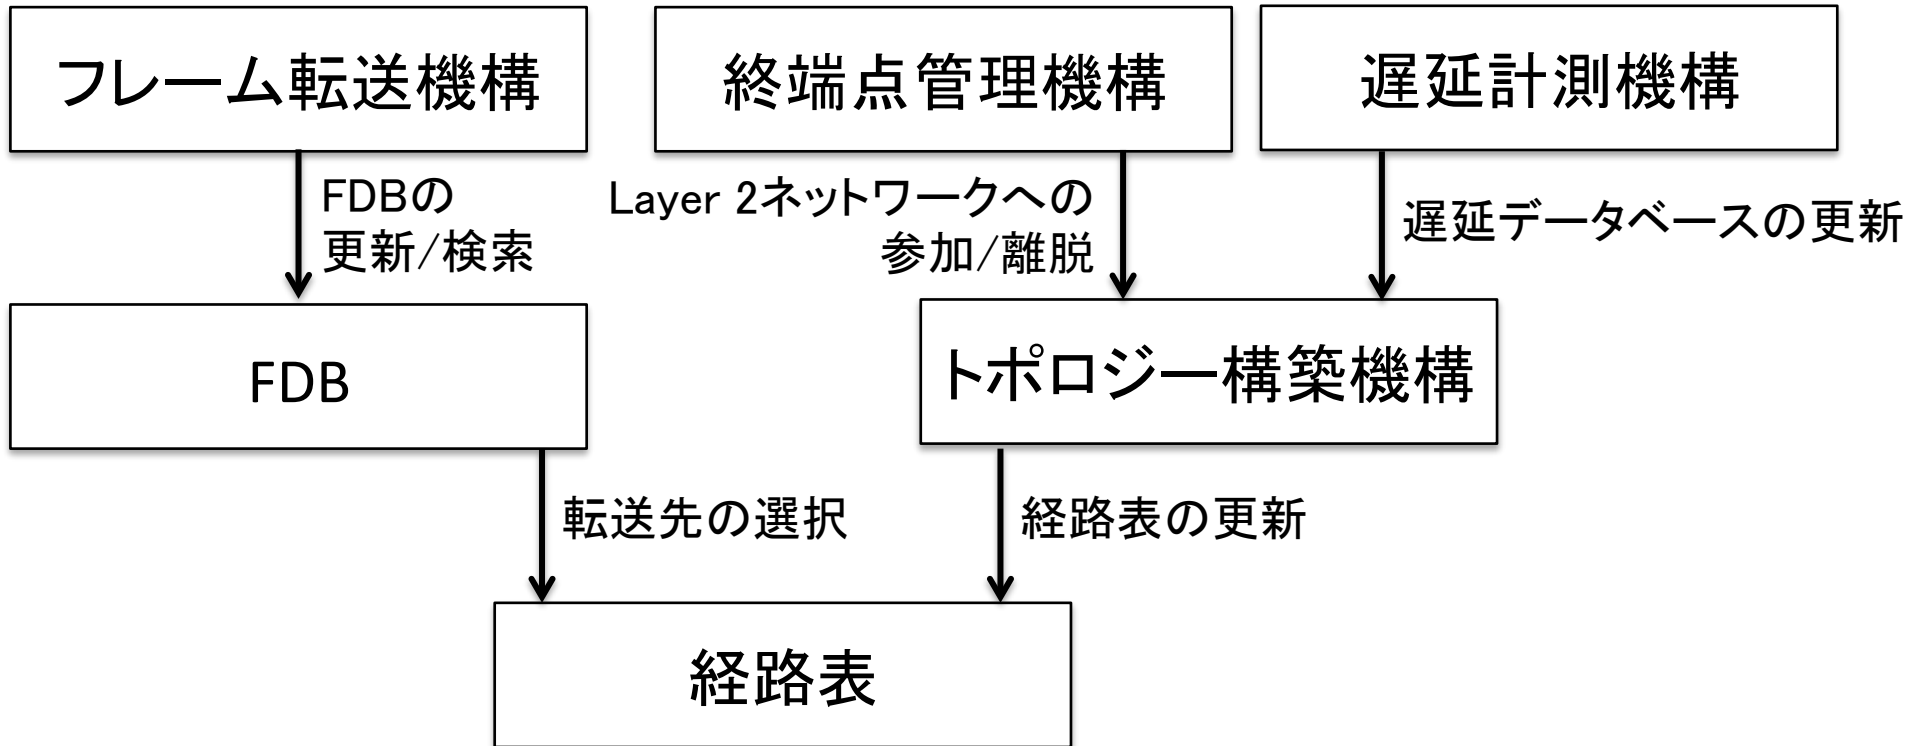 フレーム転送機構
終端点管理機構
遅延計測機構
FDBの
更新/検索
Layer 2ネットワークへの
参加/離脱
遅延データベースの更新
FDB
トポロジー構築機構
転送先の選択
経路表の更新
経路表